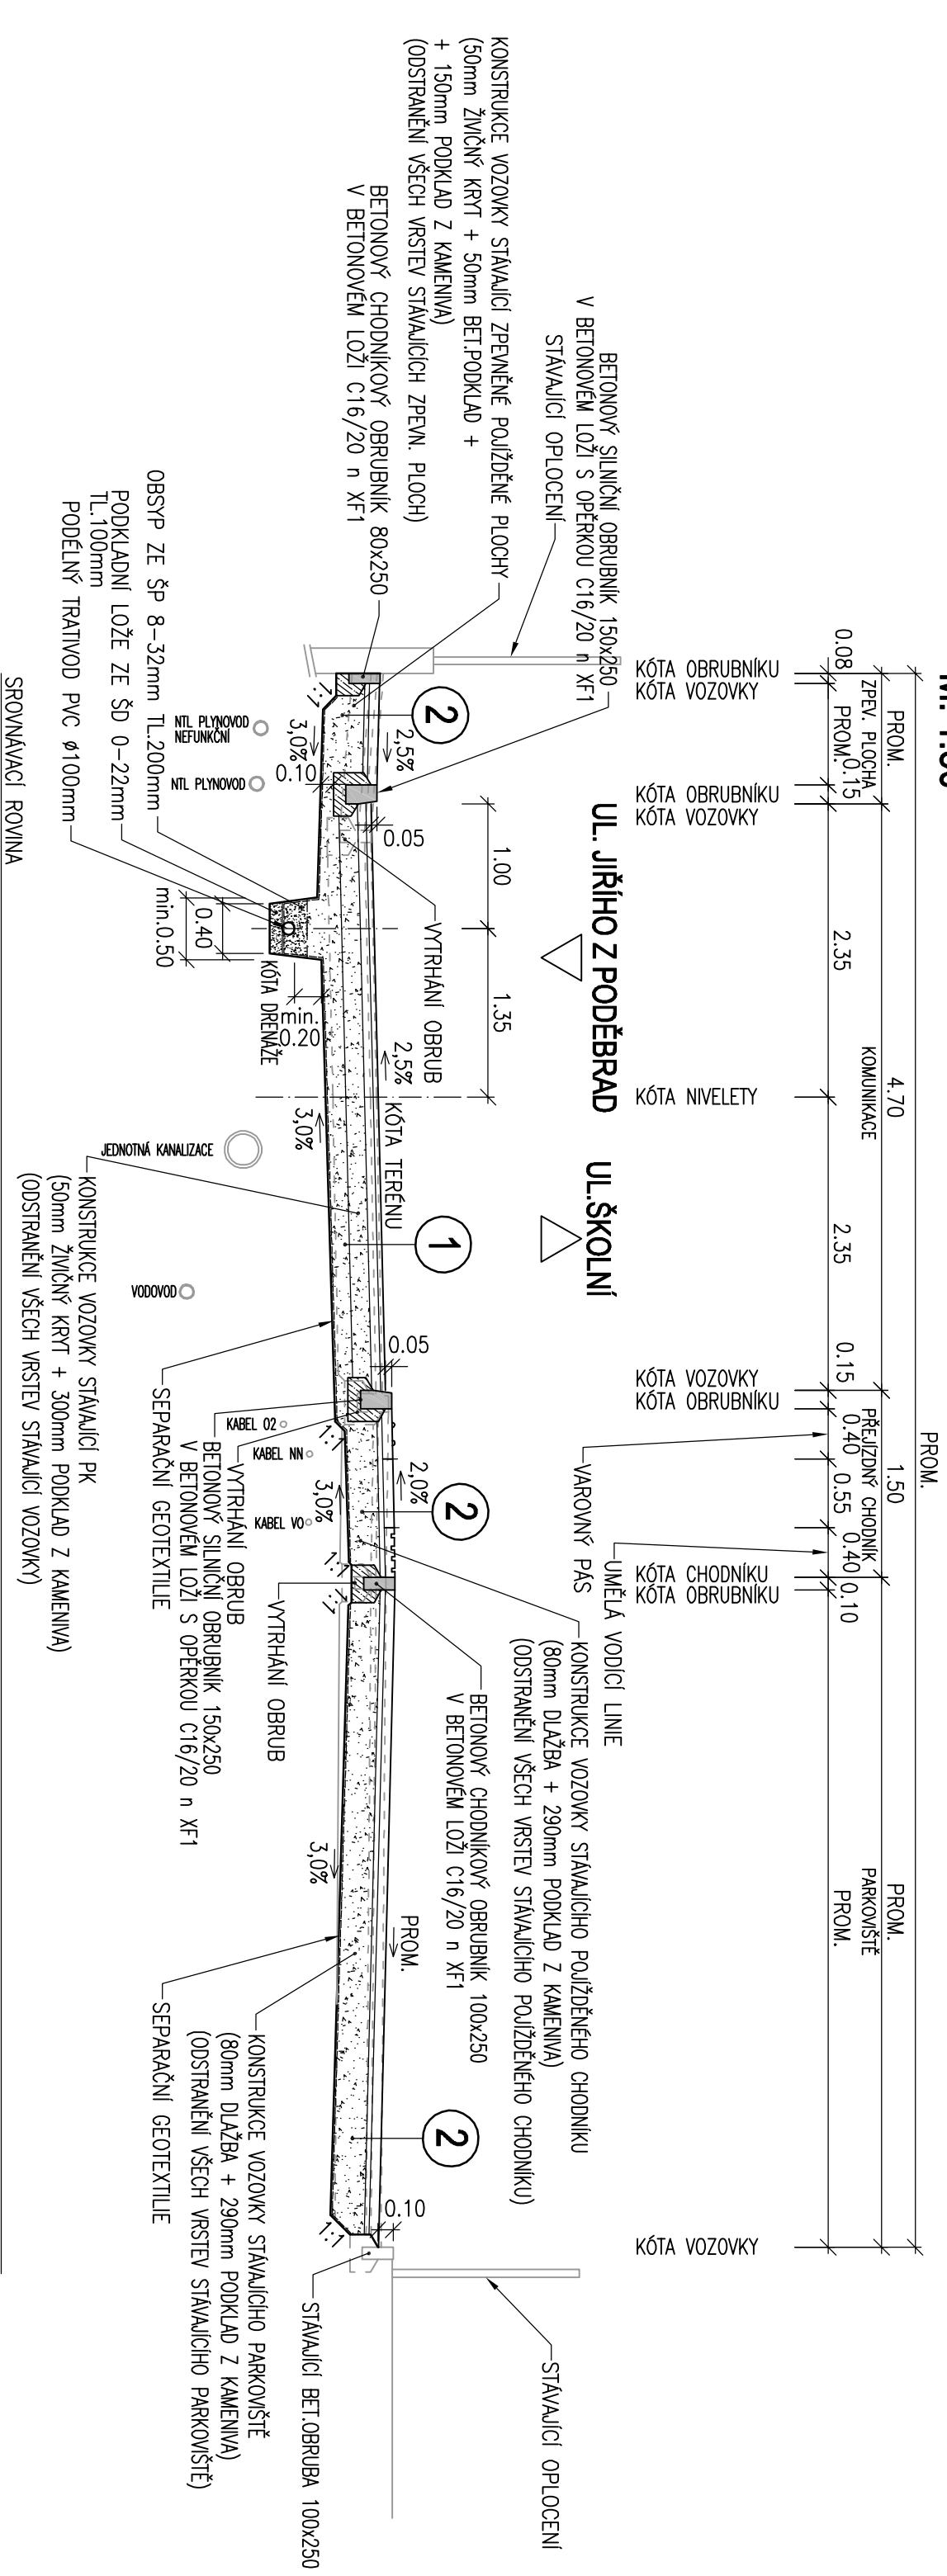 PROM.
PROM.
4.70
1.50
PROM.
ZPEV. PLOCHA
KOMUNIKACE
PŘEJÍZDNÝ CHODNÍK
PARKOVIŠTĚ
0.08
PROM.
0.15
2.35
2.35
0.15
0.40
0.55
0.40
0.10
PROM.
KÓTA OBRUBNÍKU
KÓTA VOZOVKY
KÓTA OBRUBNÍKU
KÓTA VOZOVKY
KÓTA NIVELETY
KÓTA VOZOVKY
KÓTA OBRUBNÍKU
KÓTA CHODNÍKU
KÓTA OBRUBNÍKU
KÓTA VOZOVKY
UL. JIŘÍHO Z PODĚBRAD
UL.ŠKOLNÍ
BETONOVÝ SILNIČNÍ OBRUBNÍK 150x250
V BETONOVÉM LOŽI S OPĚRKOU C16/20 n XF1
STÁVAJÍCÍ OPLOCENÍ
KONSTRUKCE VOZOVKY STÁVAJÍCÍ ZPEVNĚNÉ POJÍŽDĚNÉ PLOCHY
(50mm ŽIVIČNÝ KRYT + 50mm BET.PODKLAD +
+ 150mm PODKLAD Z KAMENIVA)
(ODSTRANĚNÍ VŠECH VRSTEV STÁVAJÍCÍCH ZPEVN. PLOCH)
BETONOVÝ CHODNÍKOVÝ OBRUBNÍK 80x250
V BETONOVÉM LOŽI C16/20 n XF1
UMĚLÁ VODÍCÍ LINIE
VAROVNÝ PÁS
KONSTRUKCE VOZOVKY STÁVAJÍCÍHO POJÍŽDĚNÉHO CHODNÍKU
(80mm DLAŽBA + 290mm PODKLAD Z KAMENIVA)
(ODSTRANĚNÍ VŠECH VRSTEV STÁVAJÍCÍHO POJÍŽDĚNÉHO CHODNÍKU)
BETONOVÝ CHODNÍKOVÝ OBRUBNÍK 100x250
V BETONOVÉM LOŽI C16/20 n XF1
STÁVAJÍCÍ OPLOCENÍ
1.00
1.35
VYTRHÁNÍ OBRUB
KÓTA TERÉNU
2
1
2
2
2,5%
0.05
2,5%
0.05
2,0%
PROM.
0.10
1:1
3,0%
0.10
3,0%
1:1
3,0%
1:1
1:1
3,0%
1:1
NTL PLYNOVOD
NEFUNKČNÍ
NTL PLYNOVOD
min.
0.20
KÓTA DRENÁŽE
0.40
min.0.50
JEDNOTNÁ KANALIZACE
VODOVOD
KABEL O2
KABEL NN
KABEL VO
OBSYP ZE ŠP 8-32mm TL.200mm
PODKLADNÍ LOŽE ZE ŠD 0-22mm
TL.100mm
PODÉLNÝ TRATIVOD PVC ø100mm
VYTRHÁNÍ OBRUB
VYTRHÁNÍ OBRUB
BETONOVÝ SILNIČNÍ OBRUBNÍK 150x250
V BETONOVÉM LOŽI S OPĚRKOU C16/20 n XF1
SEPARAČNÍ GEOTEXTILIE
KONSTRUKCE VOZOVKY STÁVAJÍCÍ PK
(50mm ŽIVIČNÝ KRYT + 300mm PODKLAD Z KAMENIVA)
(ODSTRANĚNÍ VŠECH VRSTEV STÁVAJÍCÍ VOZOVKY)
STÁVAJÍCÍ BET.OBRUBA 100x250
KONSTRUKCE VOZOVKY STÁVAJÍCÍHO PARKOVIŠTĚ
(80mm DLAŽBA + 290mm PODKLAD Z KAMENIVA)
(ODSTRANĚNÍ VŠECH VRSTEV STÁVAJÍCÍHO PARKOVIŠTĚ)
SEPARAČNÍ GEOTEXTILIE
SROVNÁVACÍ ROVINA